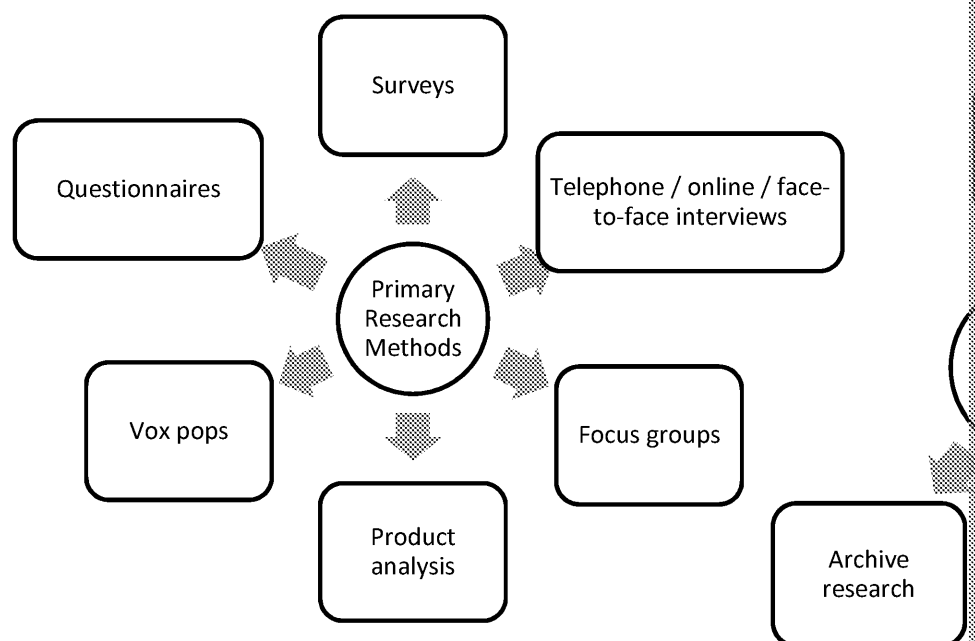 Surveys
Questionnaires
Telephone / online / face-
to-face interviews
Primary
Research
Methods
Vox pops
Focus groups
Product
analysis
Archive
research